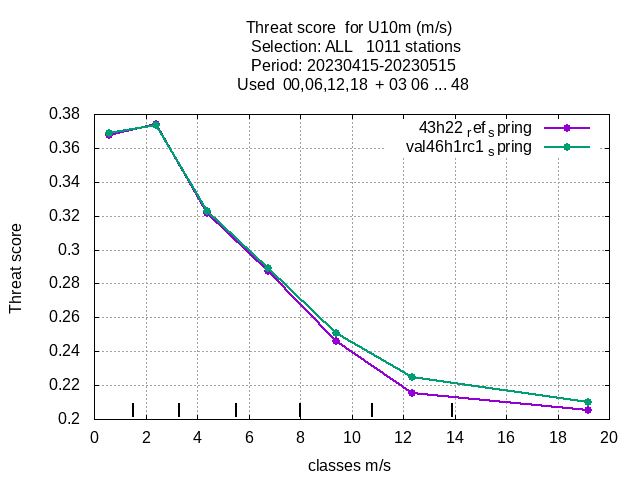 Threat score for U10m (m/s)
Selection: ALL 1011 stations
Period: 20230415-20230515
Used 00,06,12,18 + 03 06 ... 48
43h22 ref spring
val46h1rc1 spring
0.38
0.36
0.34
0.32
0.3
0.28
0.26
0.24
0.22
0.2
Threat score
0 2 4 6 8 10 12 14 16 18 20
classes m/s